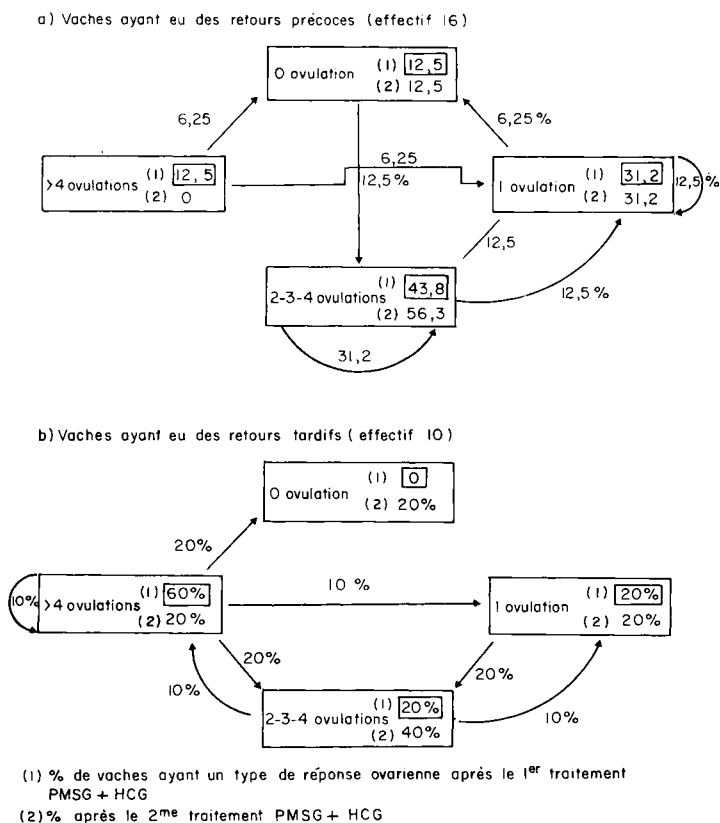 a) Vaches ayant eu des retours précoces (effectif 16)
0 ovulation (1) 12,5
(2) 12,5
6,25
6,25 %
>4 ovulations (1) 12,5
(2) 0
6,25
12,5 %
1 ovulation (1) 31,2
(2) 31,2
12,5 %
12,5
2-3-4 ovulations (1) 43,8
(2) 56,3
12,5 %
31,2
b) Vaches ayant eu des retours tardifs (effectif 10)
0 ovulation (1) 0
(2) 20%
20%
10%
>4 ovulations (1) 60%
(2) 20%
10 %
1 ovulation (1) 20%
(2) 20%
20%
20%
10%
2-3-4 ovulations (1) 20%
(2) 40%
10%
(1) % de vaches ayant un type de réponse ovarienne après le 1er traitement
PMSG + HCG
(2) % après le 2me traitement PMSG + HCG